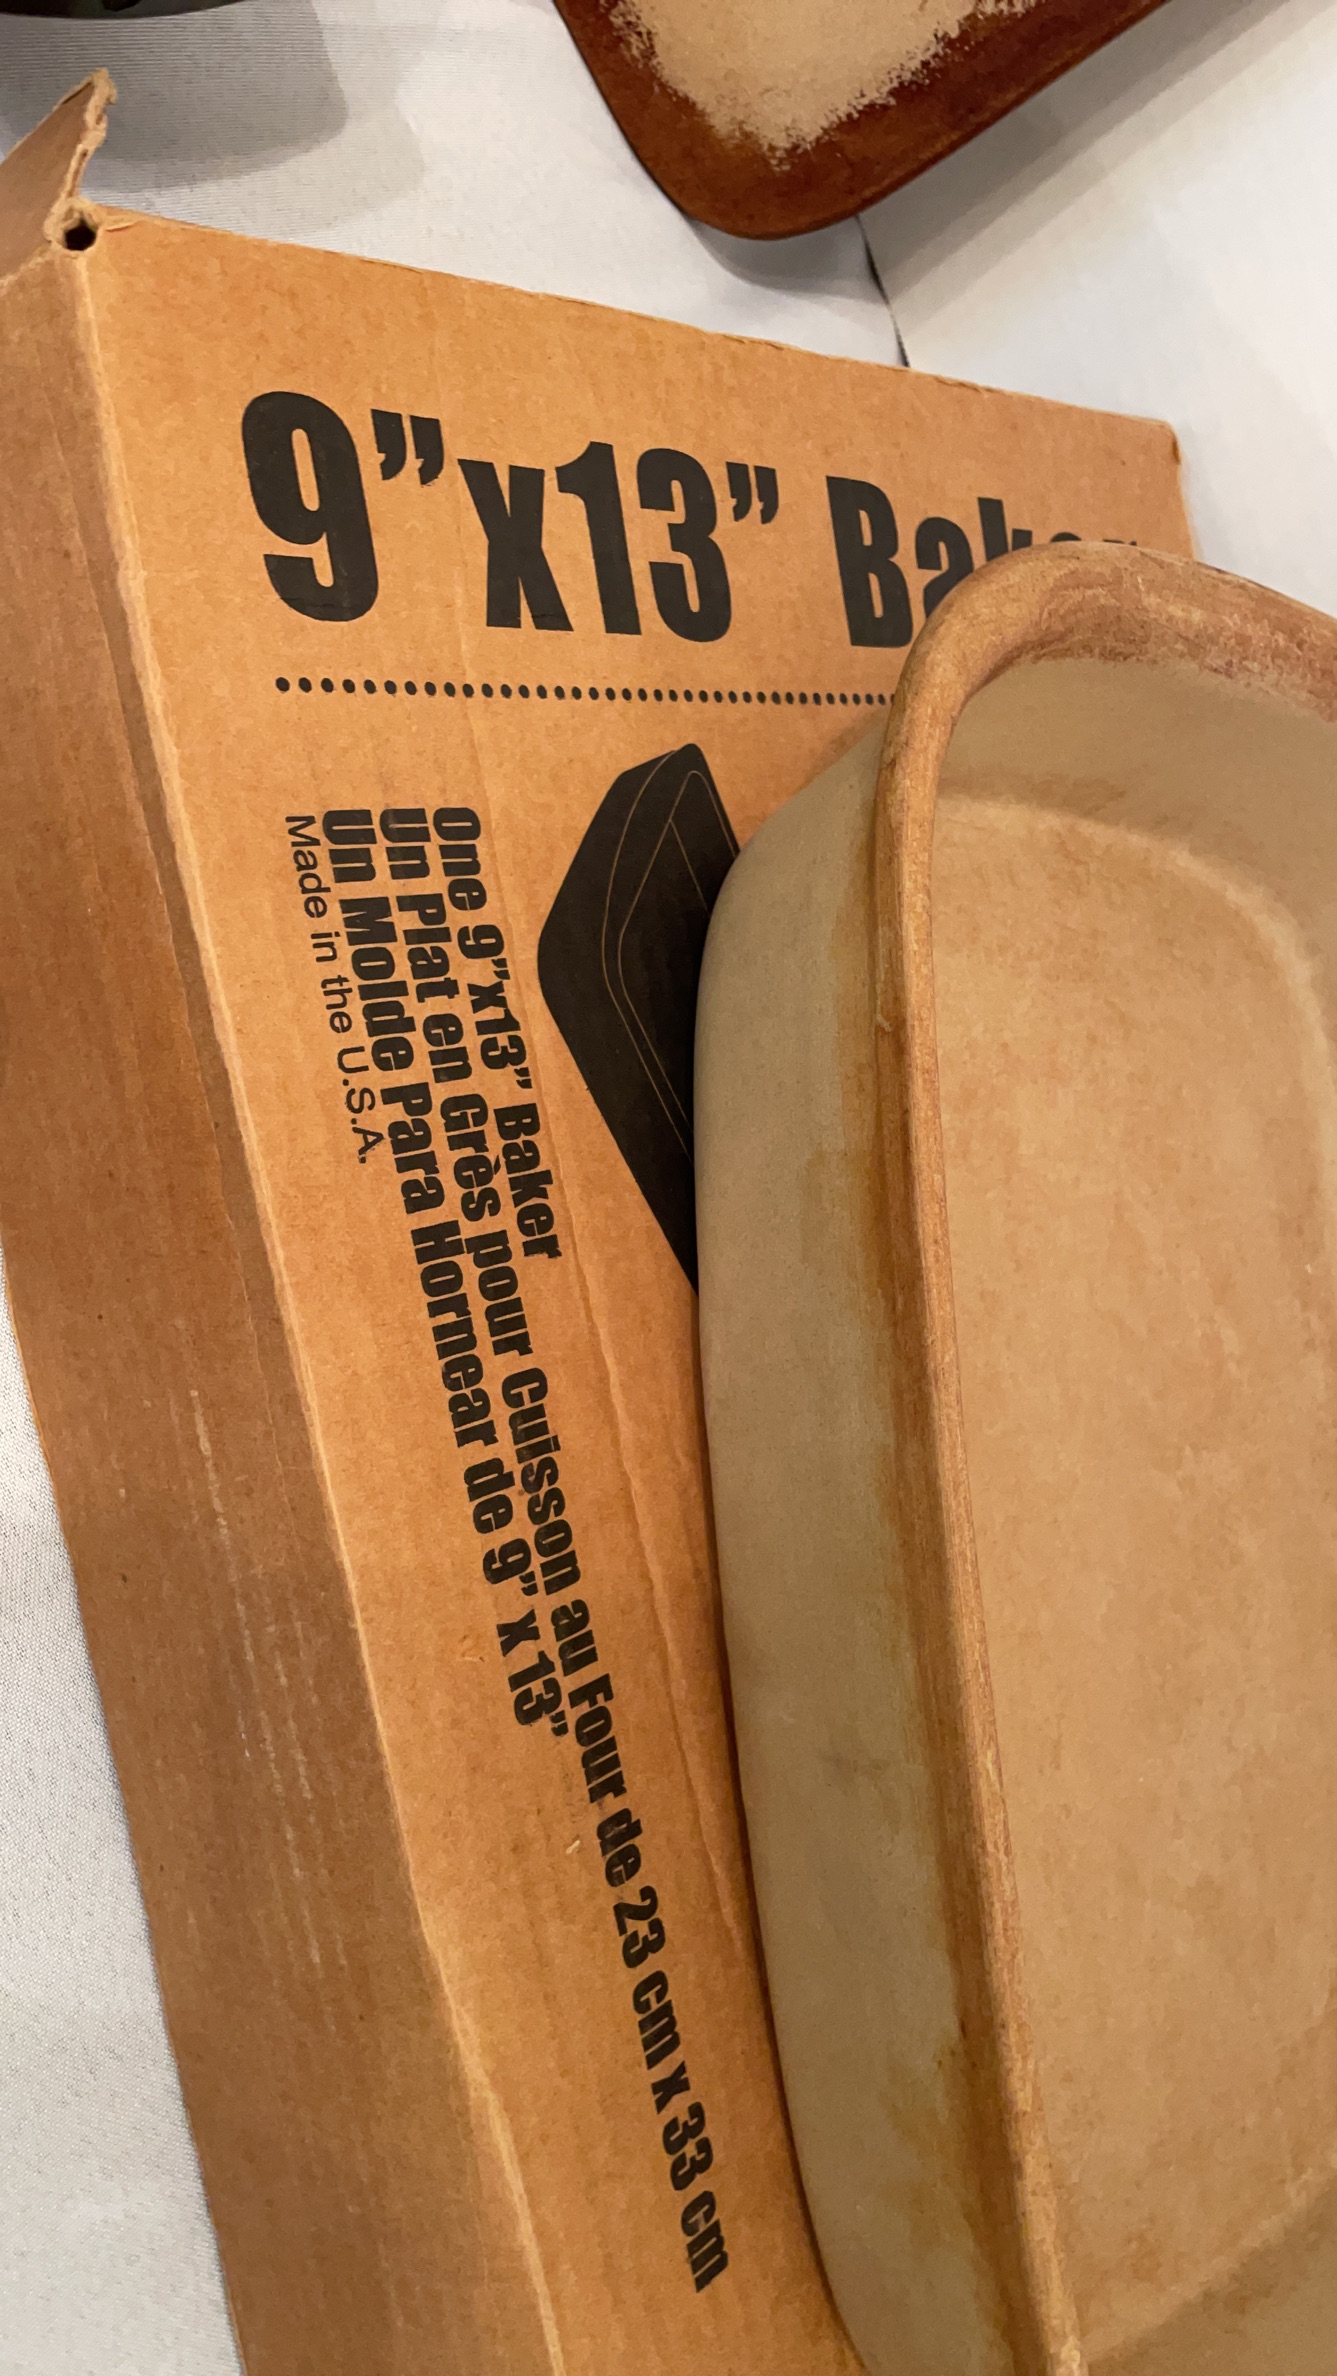 9”x13” Baker
One 9”x13” Baker
Un Plat en Grès pour Cuisson au Four de 23 cm x 33 cm
Un Molde Para Hornear de 9” x 13”
Made in the U.S.A.